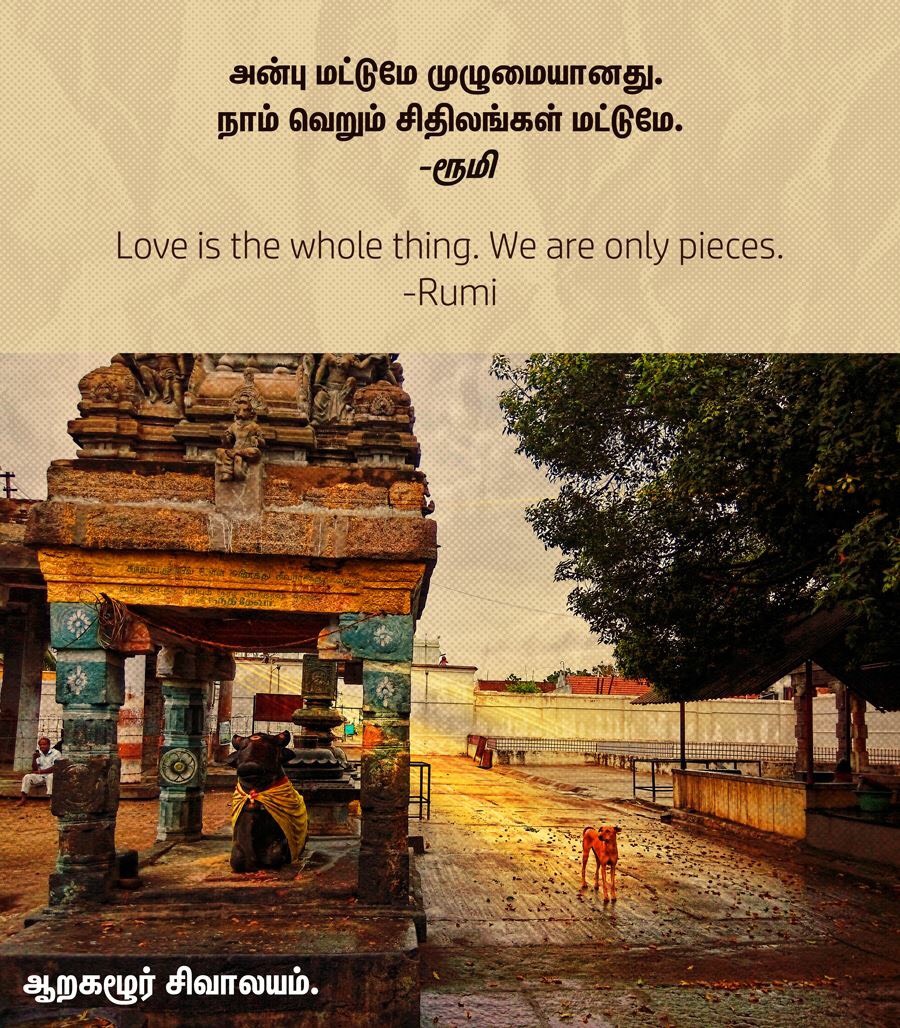 அன்பு மட்டுமே முழுமையானது.
நாம் வெறும் சிதிலங்கள் மட்டுமே.
-ரூமி
Love is the whole thing. We are only pieces.
-Rumi
ஆறகழூர் சிவாலயம்.